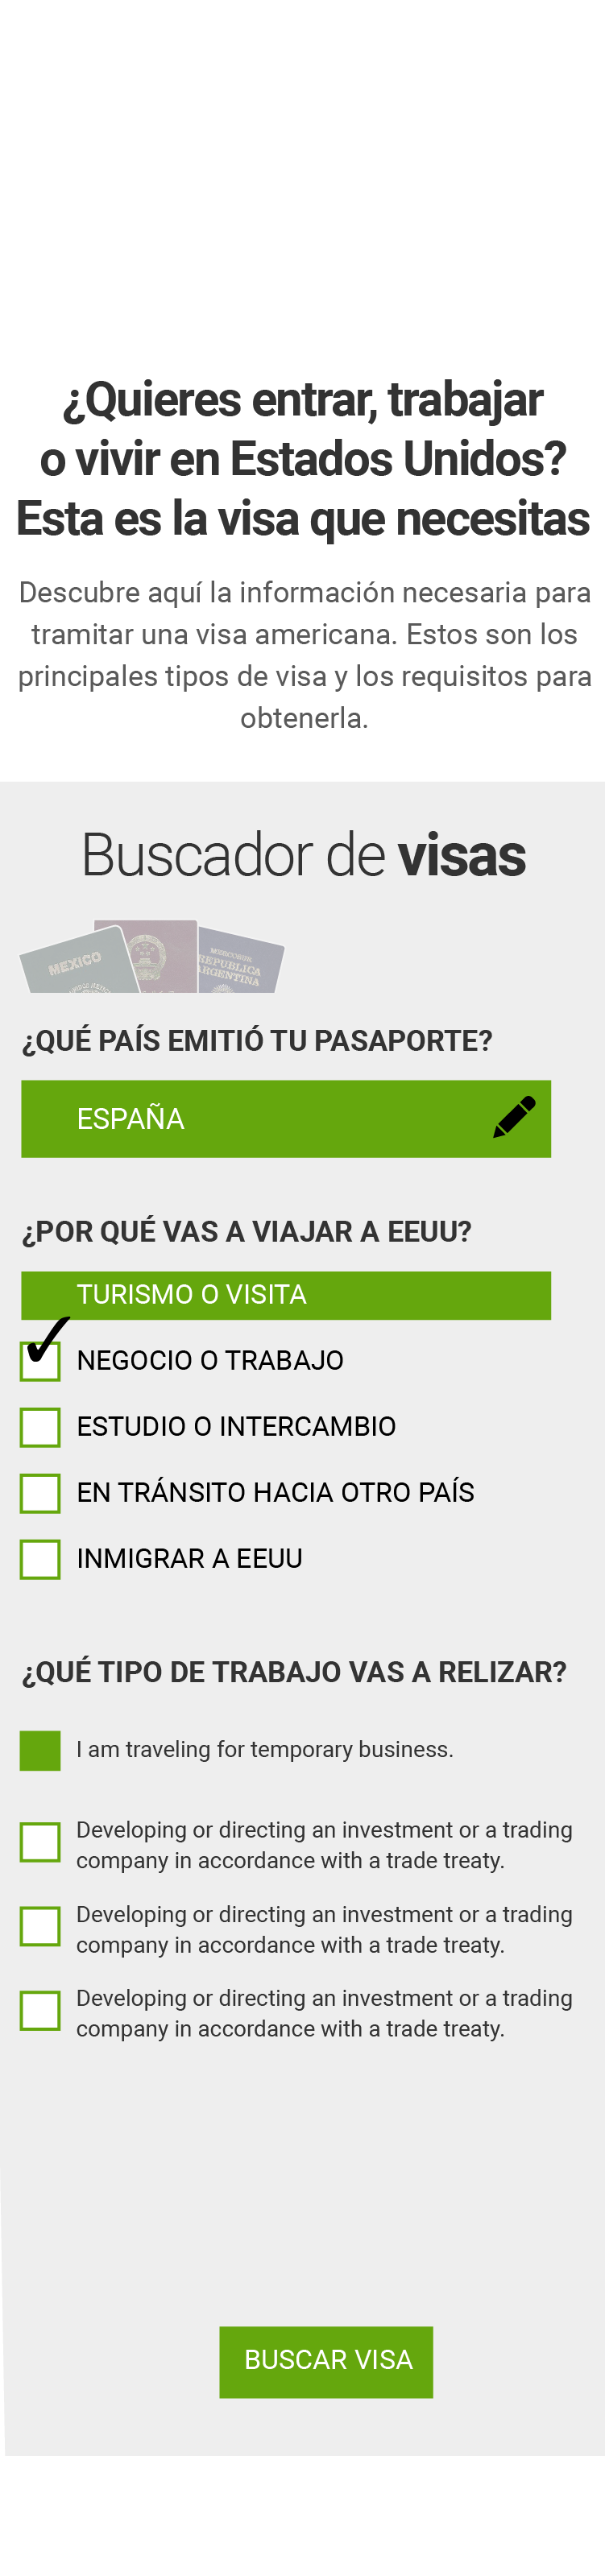 ¿Quieres entrar, trabajar
o vivir en Estados Unidos?
Esta es la visa que necesitas
Descubre aquí la información necesaria para
tramitar una visa americana. Estos son los
principales tipos de visa y los requisitos para
obtenerla.
Buscador de visas
MEXICO
MERCOSUR
REPUBLICA
ARGENTINA
¿QUÉ PAÍS EMITIÓ TU PASAPORTE?
ESPAÑA
¿POR QUÉ VAS A VIAJAR A EEUU?
TURISMO O VISITA
NEGOCIO O TRABAJO
ESTUDIO O INTERCAMBIO
EN TRÁNSITO HACIA OTRO PAÍS
INMIGRAR A EEUU
¿QUÉ TIPO DE TRABAJO VAS A RELIZAR?
I am traveling for temporary business.
Developing or directing an investment or a trading
company in accordance with a trade treaty.
Developing or directing an investment or a trading
company in accordance with a trade treaty.
Developing or directing an investment or a trading
company in accordance with a trade treaty.
BUSCAR VISA